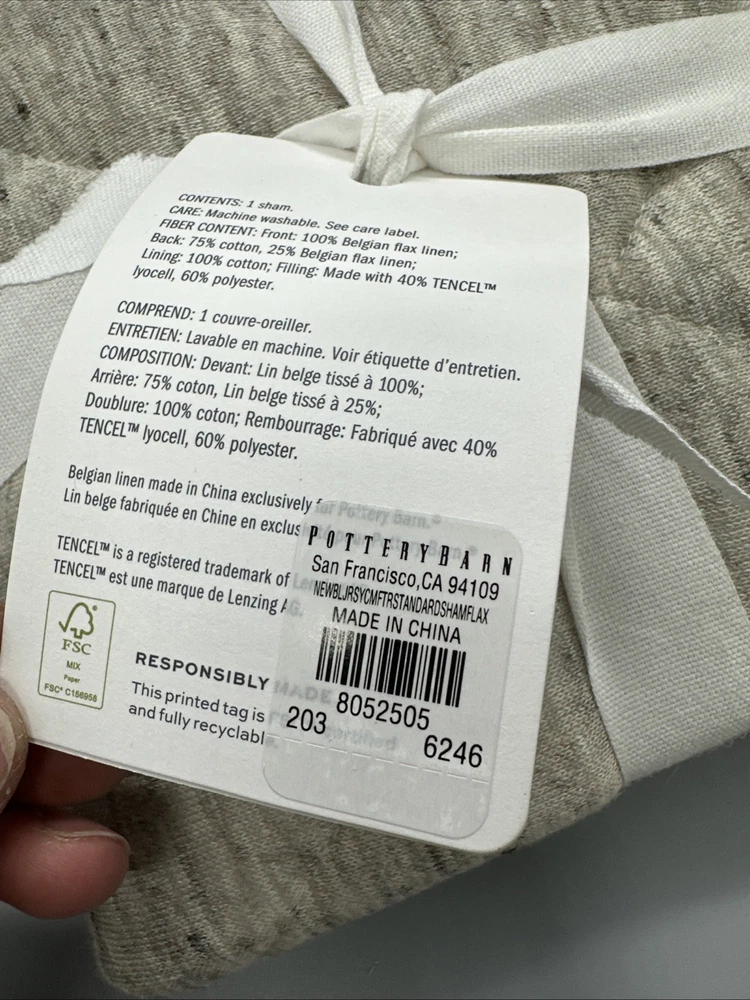 CONTENTS: 1 sham.
CARE: Machine washable. See care label.
FIBER CONTENT: Front: 100% Belgian flax linen;
Back: 75% cotton, 25% Belgian flax linen;
Lining: 100% cotton; Filling: Made with 40% TENCEL™
lyocell, 60% polyester.
COMPREND: 1 couvre-oreiller.
ENTRETIEN: Lavable en machine. Voir étiquette d'entretien.
COMPOSITION: Devant: Lin belge tissé à 100%;
Arrière: 75% coton, Lin belge tissé à 25%;
Doublure: 100% coton; Rembourrage: Fabriqué avec 40%
TENCEL™ lyocell, 60% polyester.
Belgian linen made in China exclusively for Pottery Barn.®
Lin belge fabriquée en Chine en exclus
TENCEL™ is a registered trademark of
TENCEL™ est une marque de Lenzing AG.
FSC
MIX
Paper
FSC® C156956
RESPONSIBLY MADE
This printed tag is FSC® certified
and fully recyclabl
POTTERYBARN
San Francisco,CA 94109
NEWBLJRSYCMFTRSTANDARDSHAMFLAX
MADE IN CHINA
8052505
203 6246